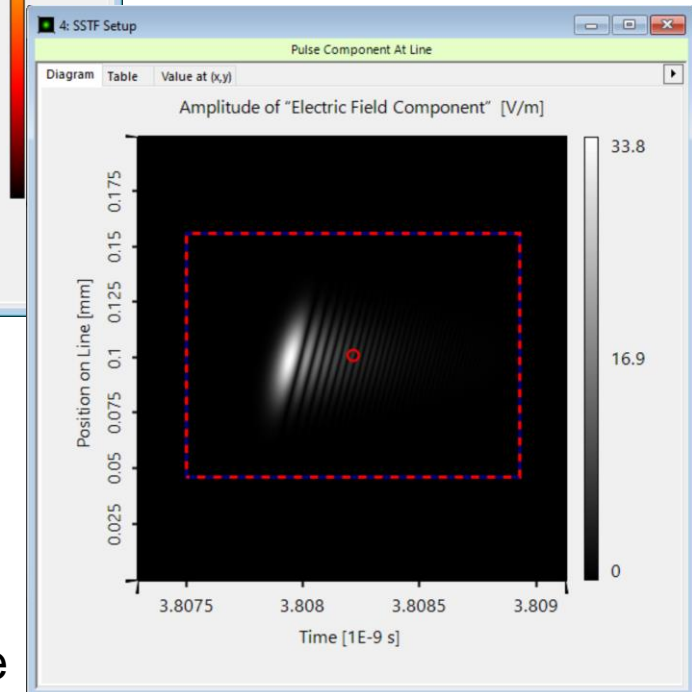 4: SSTF Setup
Pulse Component At Line
Diagram Table Value at (x,y)
Amplitude of "Electric Field Component" [V/m]
33.8
16.9
0
Position on Line [mm]
0.175
0.15
0.125
0.1
0.075
0.05
0.025
3.8075 3.808 3.8085 3.809
Time [1E-9 s]
e